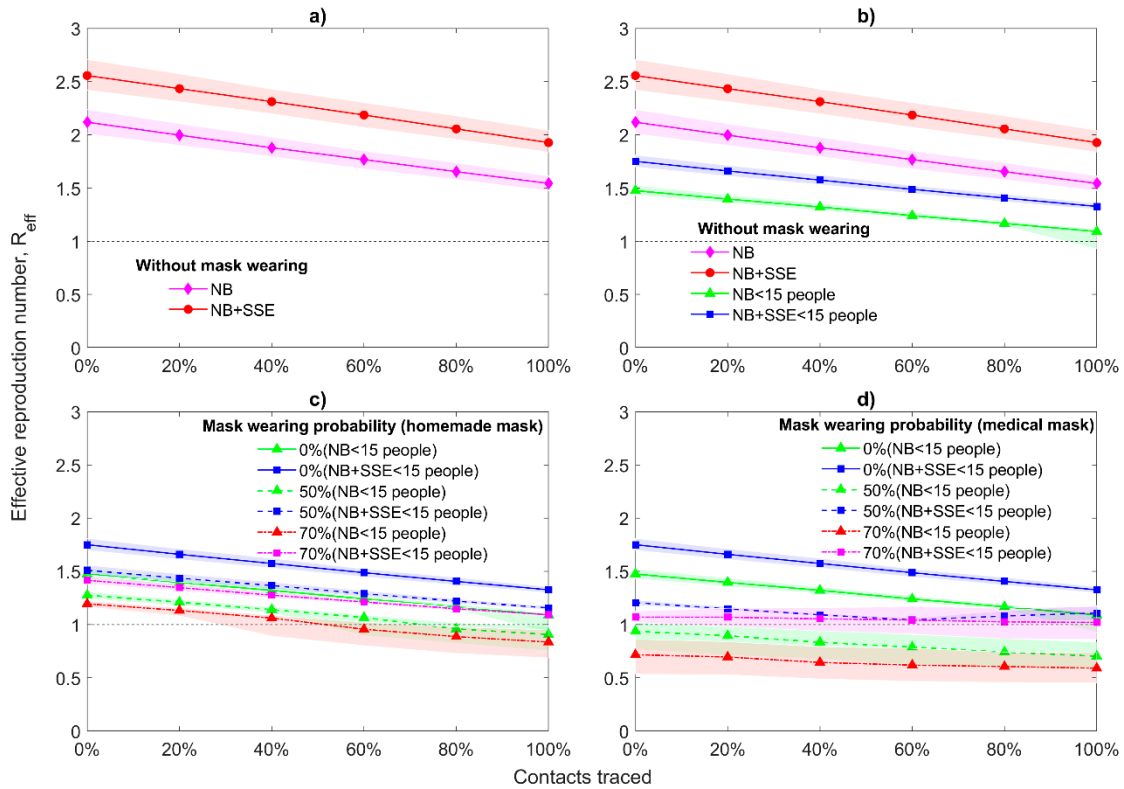 Effective reproduction number, R_eff
a)
3
2.5
2
1.5
1
0.5
0
0% 20% 40% 60% 80% 100%
Without mask wearing
NB
NB+SSE
b)
3
2.5
2
1.5
1
0.5
0
0% 20% 40% 60% 80% 100%
Without mask wearing
NB
NB+SSE
NB<15 people
NB+SSE<15 people
c)
3
2.5
2
1.5
1
0.5
0
0% 20% 40% 60% 80% 100%
Mask wearing probability (homemade mask)
0%(NB<15 people)
0%(NB+SSE<15 people)
50%(NB<15 people)
50%(NB+SSE<15 people)
70%(NB<15 people)
70%(NB+SSE<15 people)
d)
3
2.5
2
1.5
1
0.5
0
0% 20% 40% 60% 80% 100%
Mask wearing probability (medical mask)
0%(NB<15 people)
0%(NB+SSE<15 people)
50%(NB<15 people)
50%(NB+SSE<15 people)
70%(NB<15 people)
70%(NB+SSE<15 people)
Contacts traced